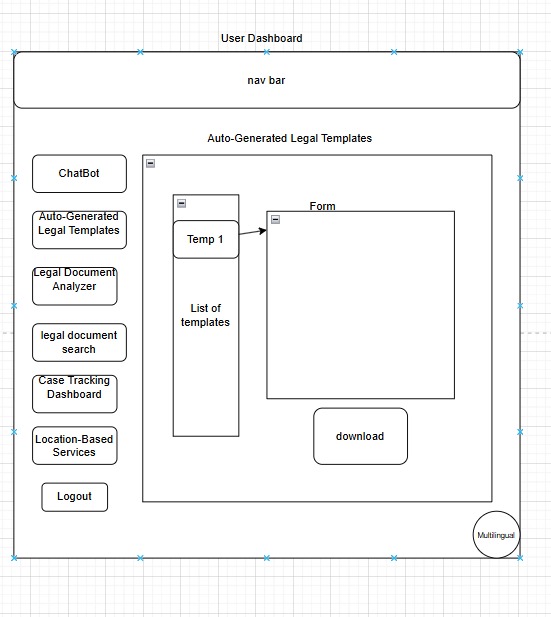 User Dashboard
nav bar
Auto-Generated Legal Templates
ChatBot
Auto-Generated
Legal Templates
Legal Document
Analyzer
legal document
search
Case Tracking
Dashboard
Location-Based
Services
Logout
Temp 1
List of
templates
Form
download
Multilingual